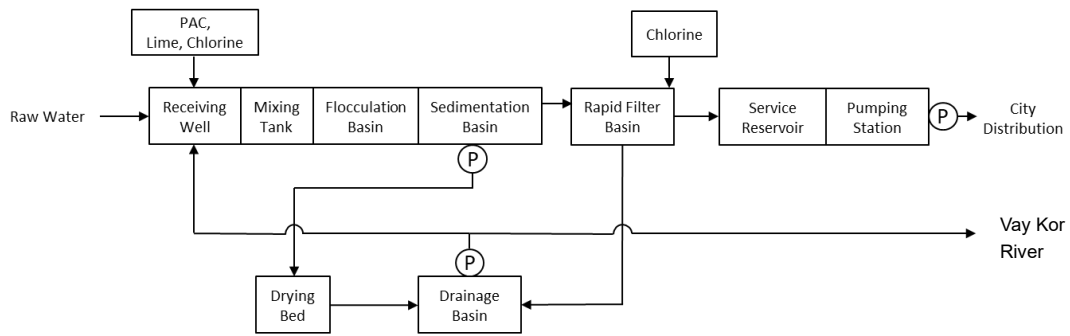 PAC,
Lime, Chlorine
Chlorine
Raw Water
Receiving
Well
Mixing
Tank
Flocculation
Basin
Sedimentation
Basin
Rapid Filter
Basin
Service
Reservoir
Pumping
Station
P
City
Distribution
P
Vay Kor
River
P
Drying
Bed
Drainage
Basin